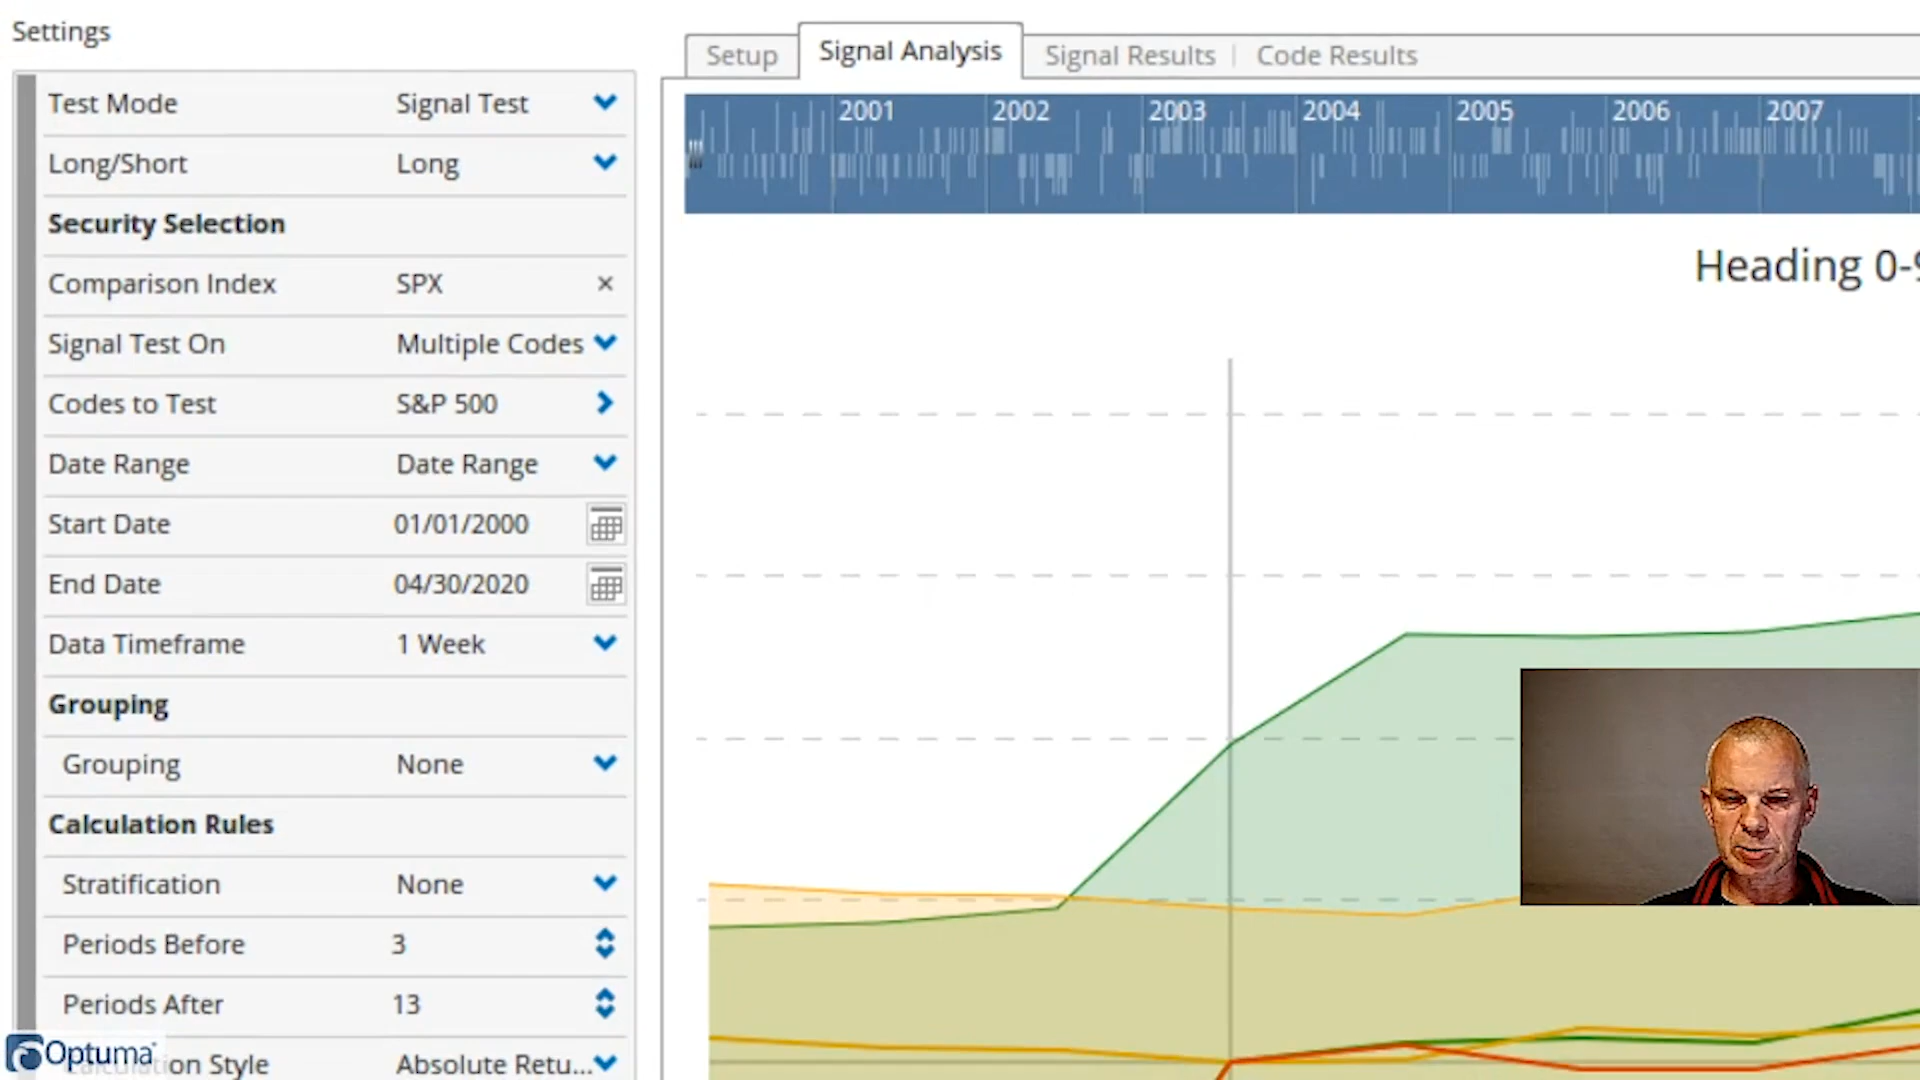 Settings
Test Mode Signal Test
Long/Short Long
Security Selection
Comparison Index SPX ×
Signal Test On Multiple Codes
Codes to Test S&P 500
Date Range Date Range
Start Date 01/01/2000
End Date 04/30/2020
Data Timeframe 1 Week
Grouping
Grouping None
Calculation Rules
Stratification None
Periods Before 3
Periods After 13
Calculation Style Absolute Retu...
Optuma
Setup Signal Analysis Signal Results Code Results
2001 2002 2003 2004 2005 2006 2007
Heading 0-9